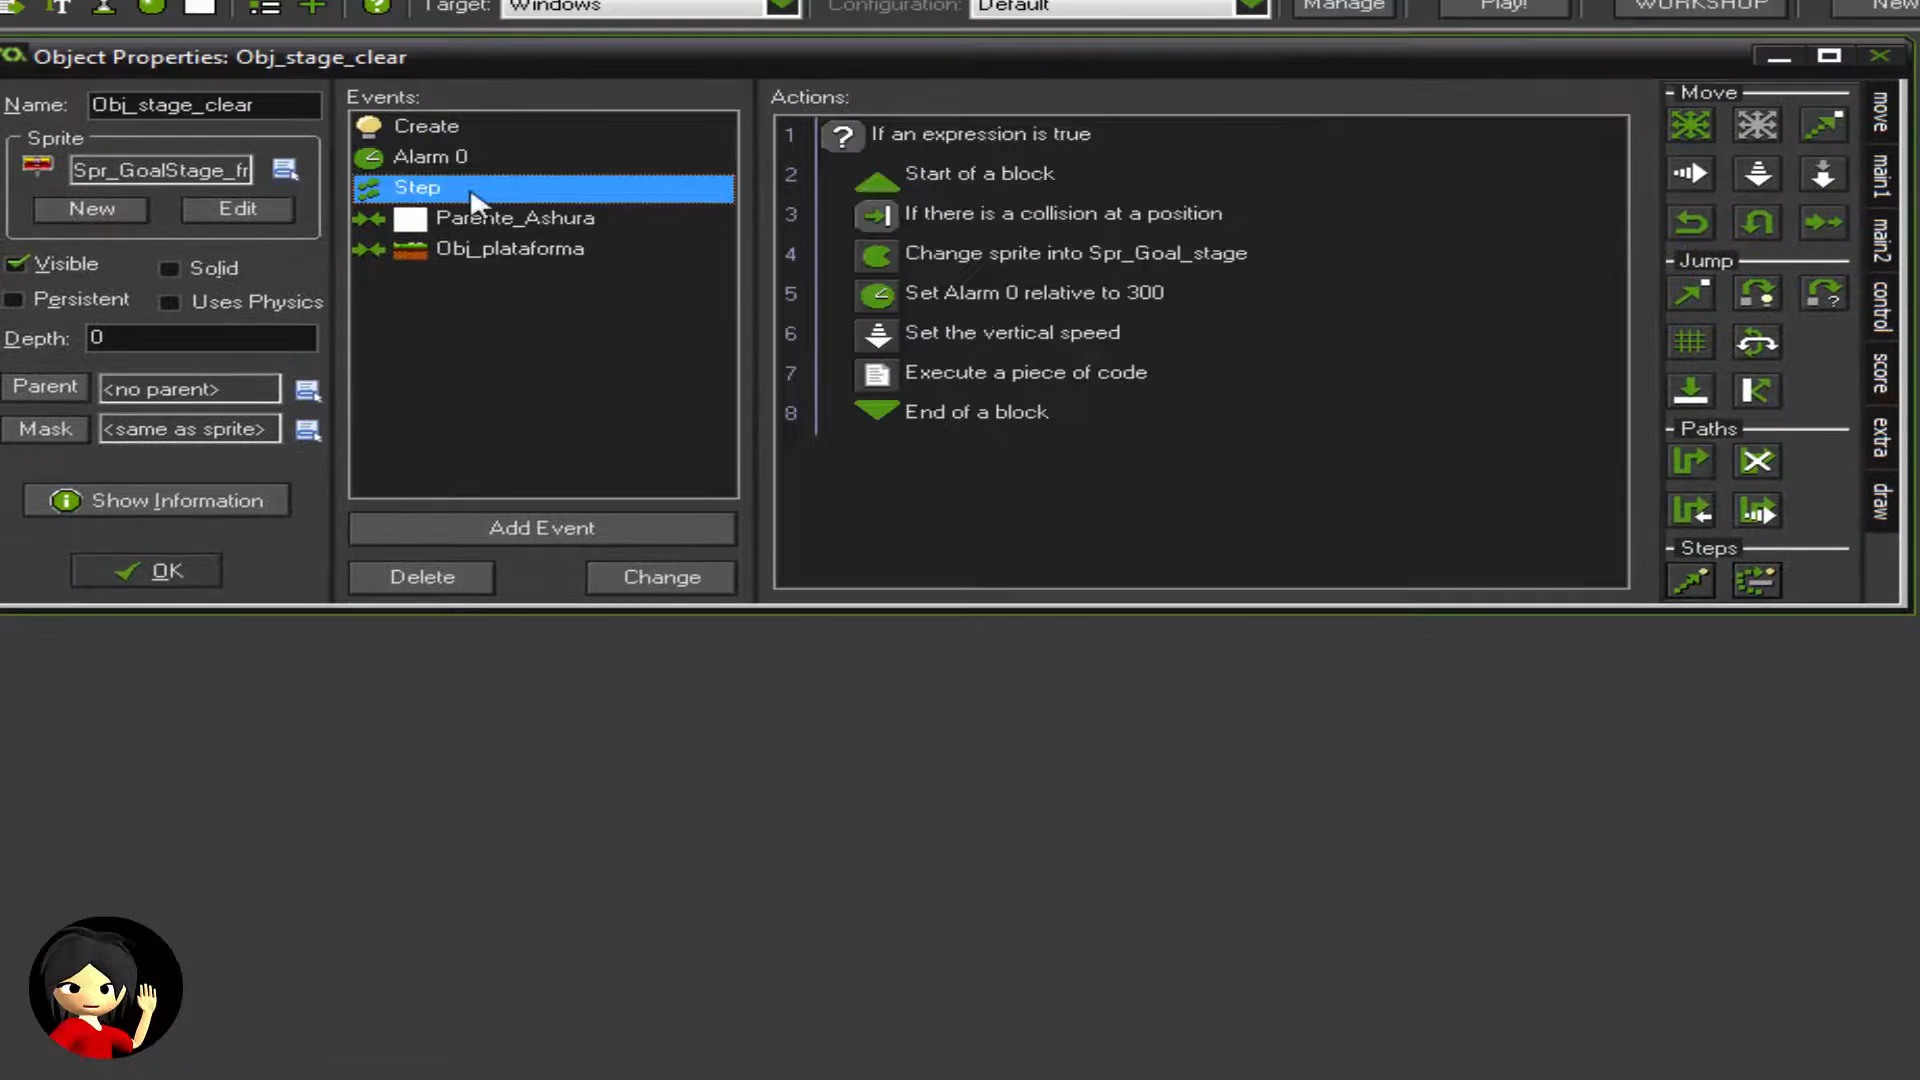 Target: Windows Configuration: Default Manage Play! WORKSHOP New
Object Properties: Obj_stage_clear
Name: Obj_stage_clear
Sprite
Spr_GoalStage_fr
New Edit
Visible Solid
Persistent Uses Physics
Depth: 0
Parent <no parent>
Mask <same as sprite>
Show Information
OK
Events:
Create
Alarm 0
Step
Parente_Ashura
Obj_plataforma
Add Event
Delete Change
Actions:
1 If an expression is true
2 Start of a block
3 If there is a collision at a position
4 Change sprite into Spr_Goal_stage
5 Set Alarm 0 relative to 300
6 Set the vertical speed
7 Execute a piece of code
8 End of a block
Move
Jump
Paths
Steps
move
main1
main2
control
score
extra
draw